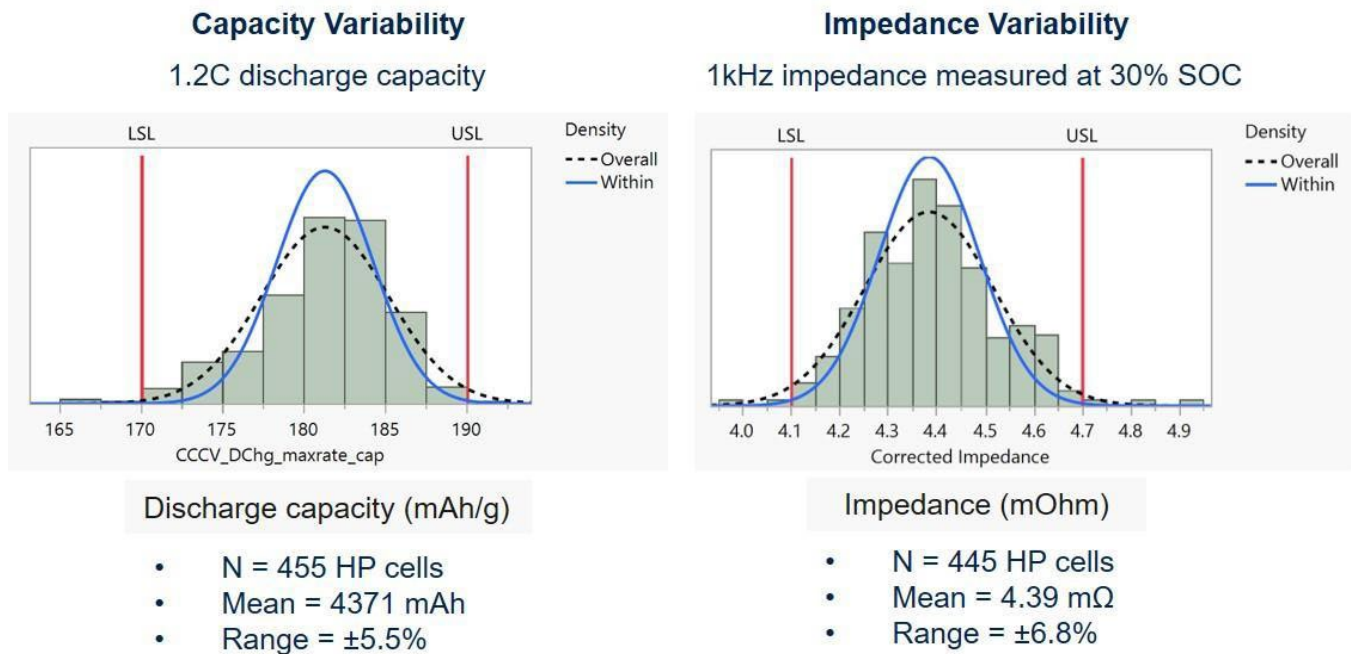 Capacity Variability
1.2C discharge capacity
LSL
USL
Density
Overall
Within
165 170 175 180 185 190
CCCV_DChg_maxrate_cap
Discharge capacity (mAh/g)
• N = 455 HP cells
• Mean = 4371 mAh
• Range = ±5.5%
Impedance Variability
1kHz impedance measured at 30% SOC
LSL
USL
Density
Overall
Within
4.0 4.1 4.2 4.3 4.4 4.5 4.6 4.7 4.8 4.9
Corrected Impedance
Impedance (mOhm)
• N = 445 HP cells
• Mean = 4.39 mΩ
• Range = ±6.8%